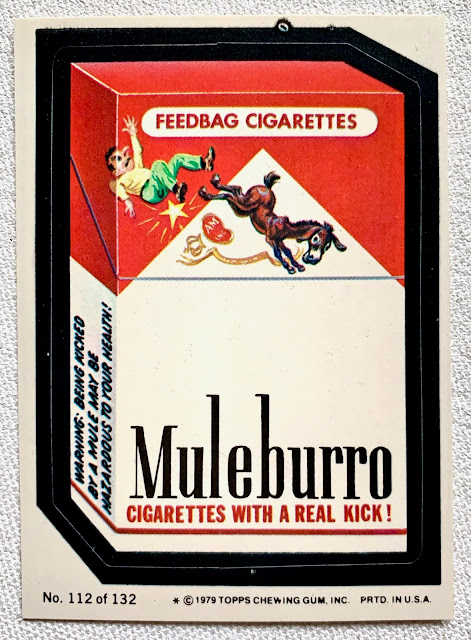 FEEDBAG CIGARETTES
WARNING: BEING KICKED
BY A MULE MAY BE
HAZARDOUS TO YOUR HEALTH!
Muleburro
CIGARETTES WITH A REAL KICK!
No. 112 of 132
* © 1979 TOPPS CHEWING GUM, INC. PRTD. IN U.S.A.